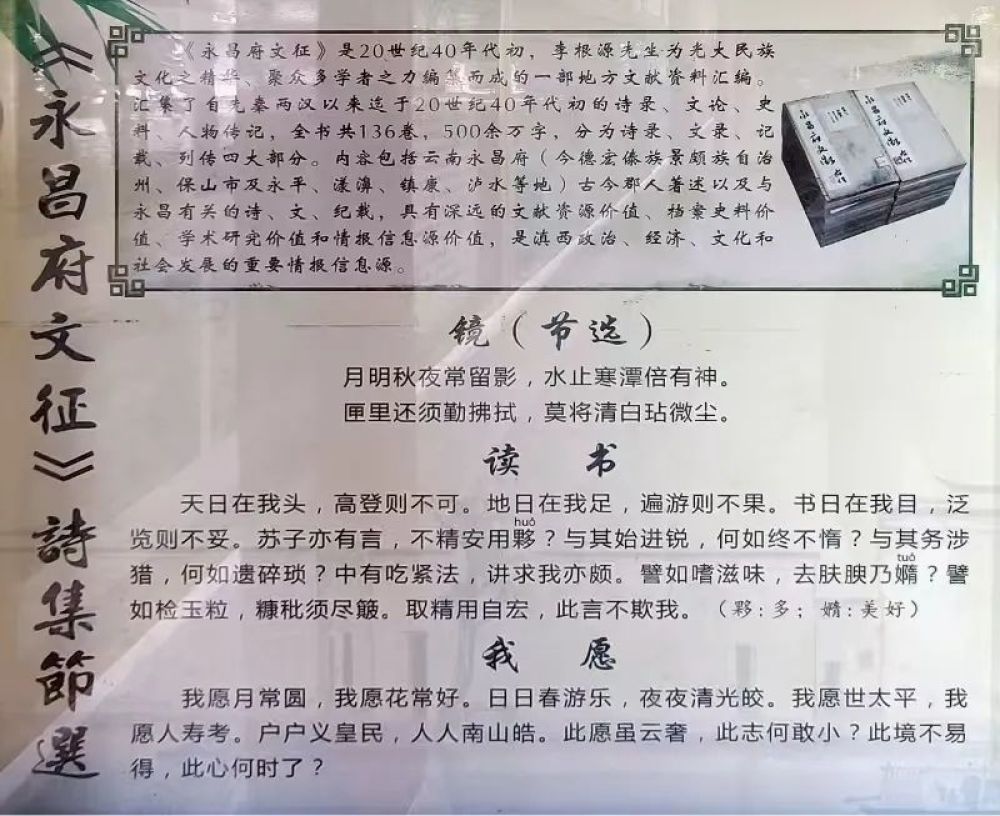 《永昌府文征》詩集節選
《永昌府文征》是20世纪40年代初，李根源先生为光大民族
文化之精华、聚众多学者之力编纂而成的一部地方文献资料汇编。
汇集了自先秦两汉以来迄于20世纪40年代初的诗录、文论、史
料、人物传记，全书共136卷，500余万字，分为诗录、文录、记
载、列传四大部分。内容包括云南永昌府（今德宏傣族景颇族自治
州、保山市及永平、漾濞、镇康、泸水等地）古今郡人著述以及与
永昌有关的诗、文、纪载，具有深远的文献资源价值、档案史料价
值、学术研究价值和情报信息源价值，是滇西政治、经济、文化和
社会发展的重要情报信息源。
镜（节选）
月明秋夜常留影，水止寒潭倍有神。
匣里还须勤拂拭，莫将清白玷微尘。
读 书
天日在我头，高登则不可。地日在我足，遍游则不果。书日在我目，泛
览则不妥。苏子亦有言，不精安用夥(huǒ)？与其始进锐，何如终不惰？与其务涉
猎，何如遗碎琐？中有吃紧法，讲求我亦颇。譬如嗜滋味，去肤腴乃嫷(tuǒ)？譬
如检玉粒，糠秕须尽簸。取精用自宏，此言不欺我。（夥：多；嫷：美好）
我 愿
我愿月常圆，我愿花常好。日日春游乐，夜夜清光皎。我愿世太平，我
愿人寿考。户户义皇民，人人南山皓。此愿虽云奢，此志何敢小？此境不易
得，此心何时了？